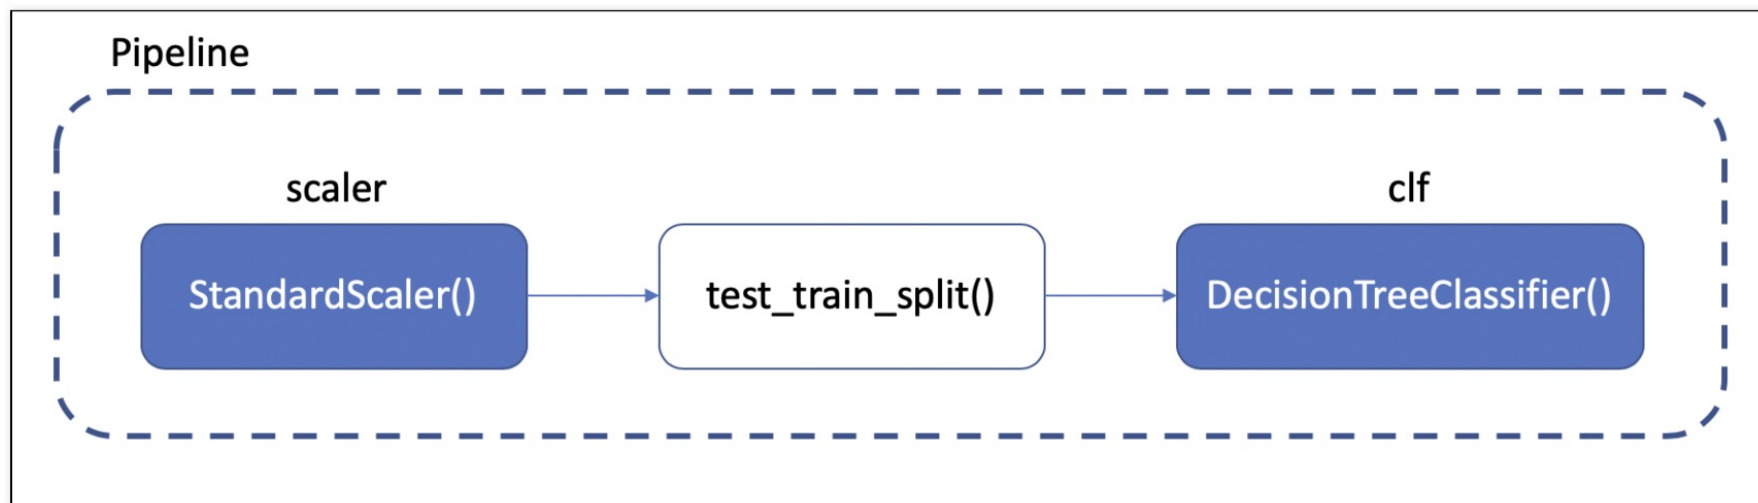 Pipeline
scaler
clf
StandardScaler()
test_train_split()
DecisionTreeClassifier()